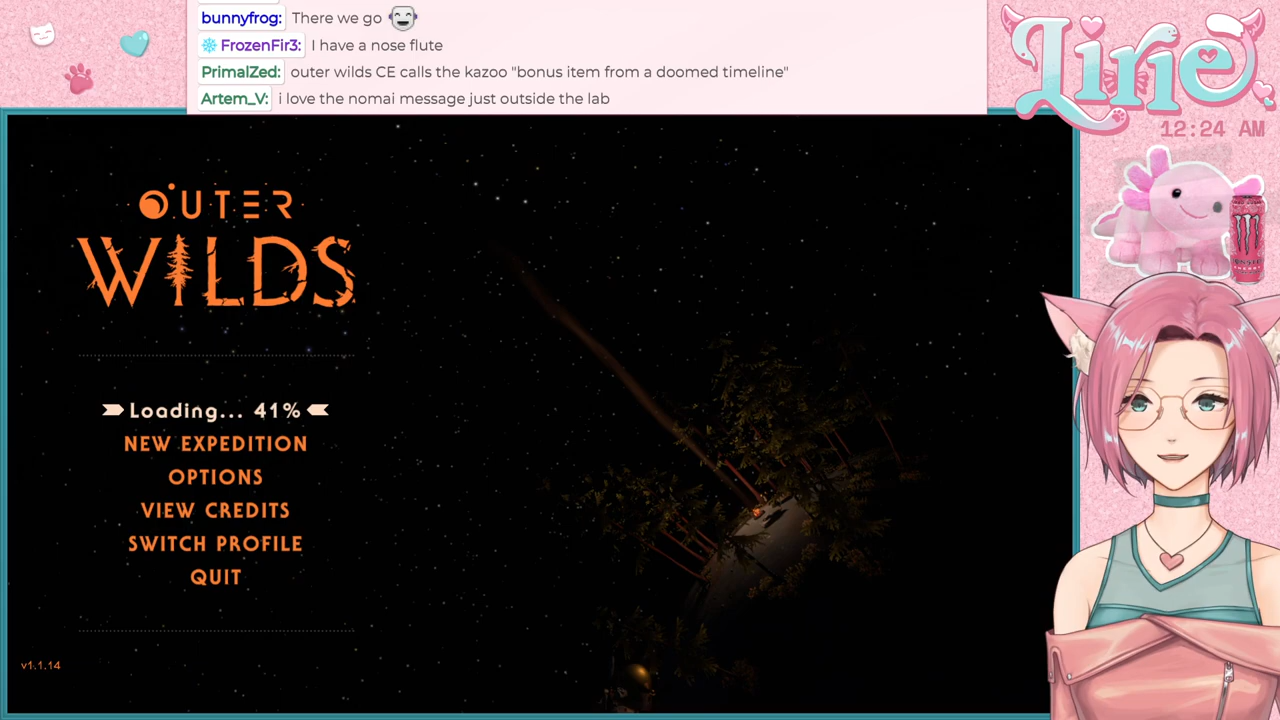 bunnyfrog: There we go
FrozenFir3: I have a nose flute
PrimalZed: outer wilds CE calls the kazoo "bonus item from a doomed timeline"
Artem_V: i love the nomai message just outside the lab
Lirie
12:24 AM
OUTER
WILDS
Loading... 41%
NEW EXPEDITION
OPTIONS
VIEW CREDITS
SWITCH PROFILE
QUIT
v1.1.14